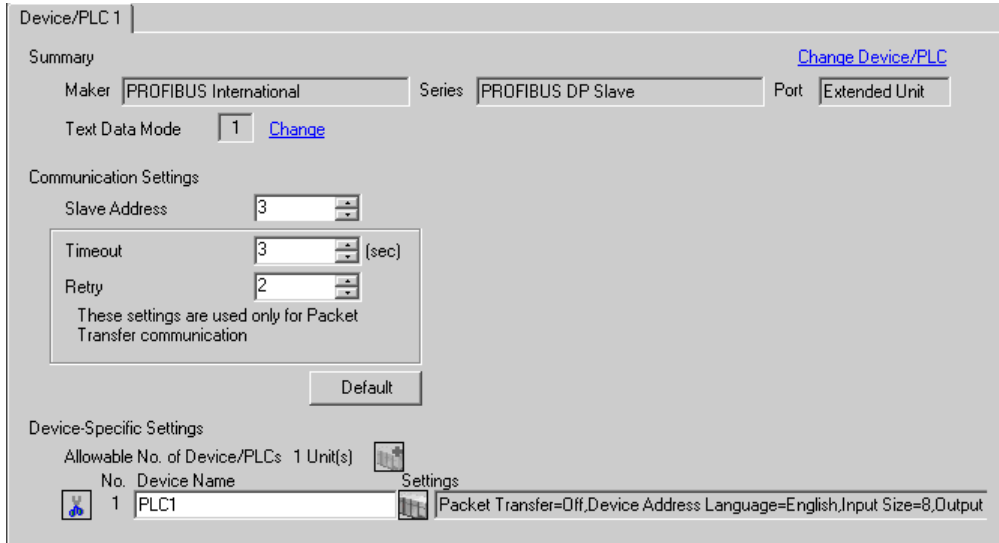 Device/PLC 1
Summary
Change Device/PLC
Maker PROFIBUS International Series PROFIBUS DP Slave Port Extended Unit
Text Data Mode 1 Change
Communication Settings
Slave Address 3
Timeout 3 (sec)
Retry 2
These settings are used only for Packet
Transfer communication
Default
Device-Specific Settings
Allowable No. of Device/PLCs 1 Unit(s)
No. Device Name Settings
1 PLC1 Packet Transfer=Off,Device Address Language=English,Input Size=8,Output